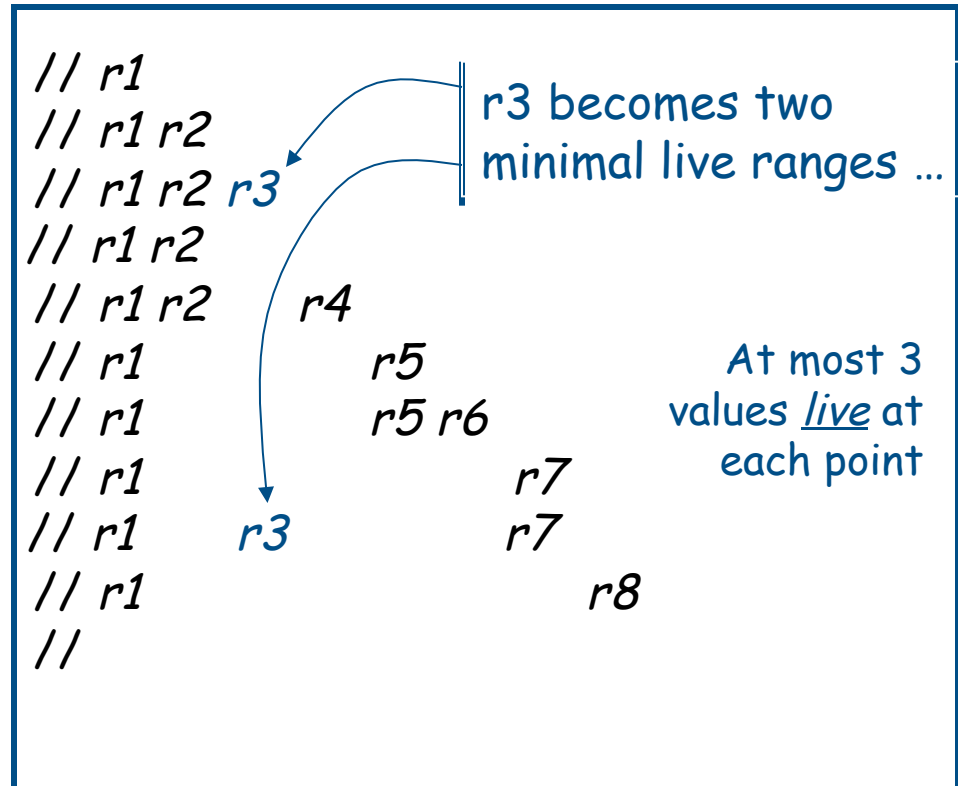 // r1
// r1 r2
// r1 r2 r3
// r1 r2
// r1 r2 r4
// r1 r5
// r1 r5 r6
// r1 r7
// r1 r3 r7
// r1 r8
//
r3 becomes two
minimal live ranges ...
At most 3
values live at
each point